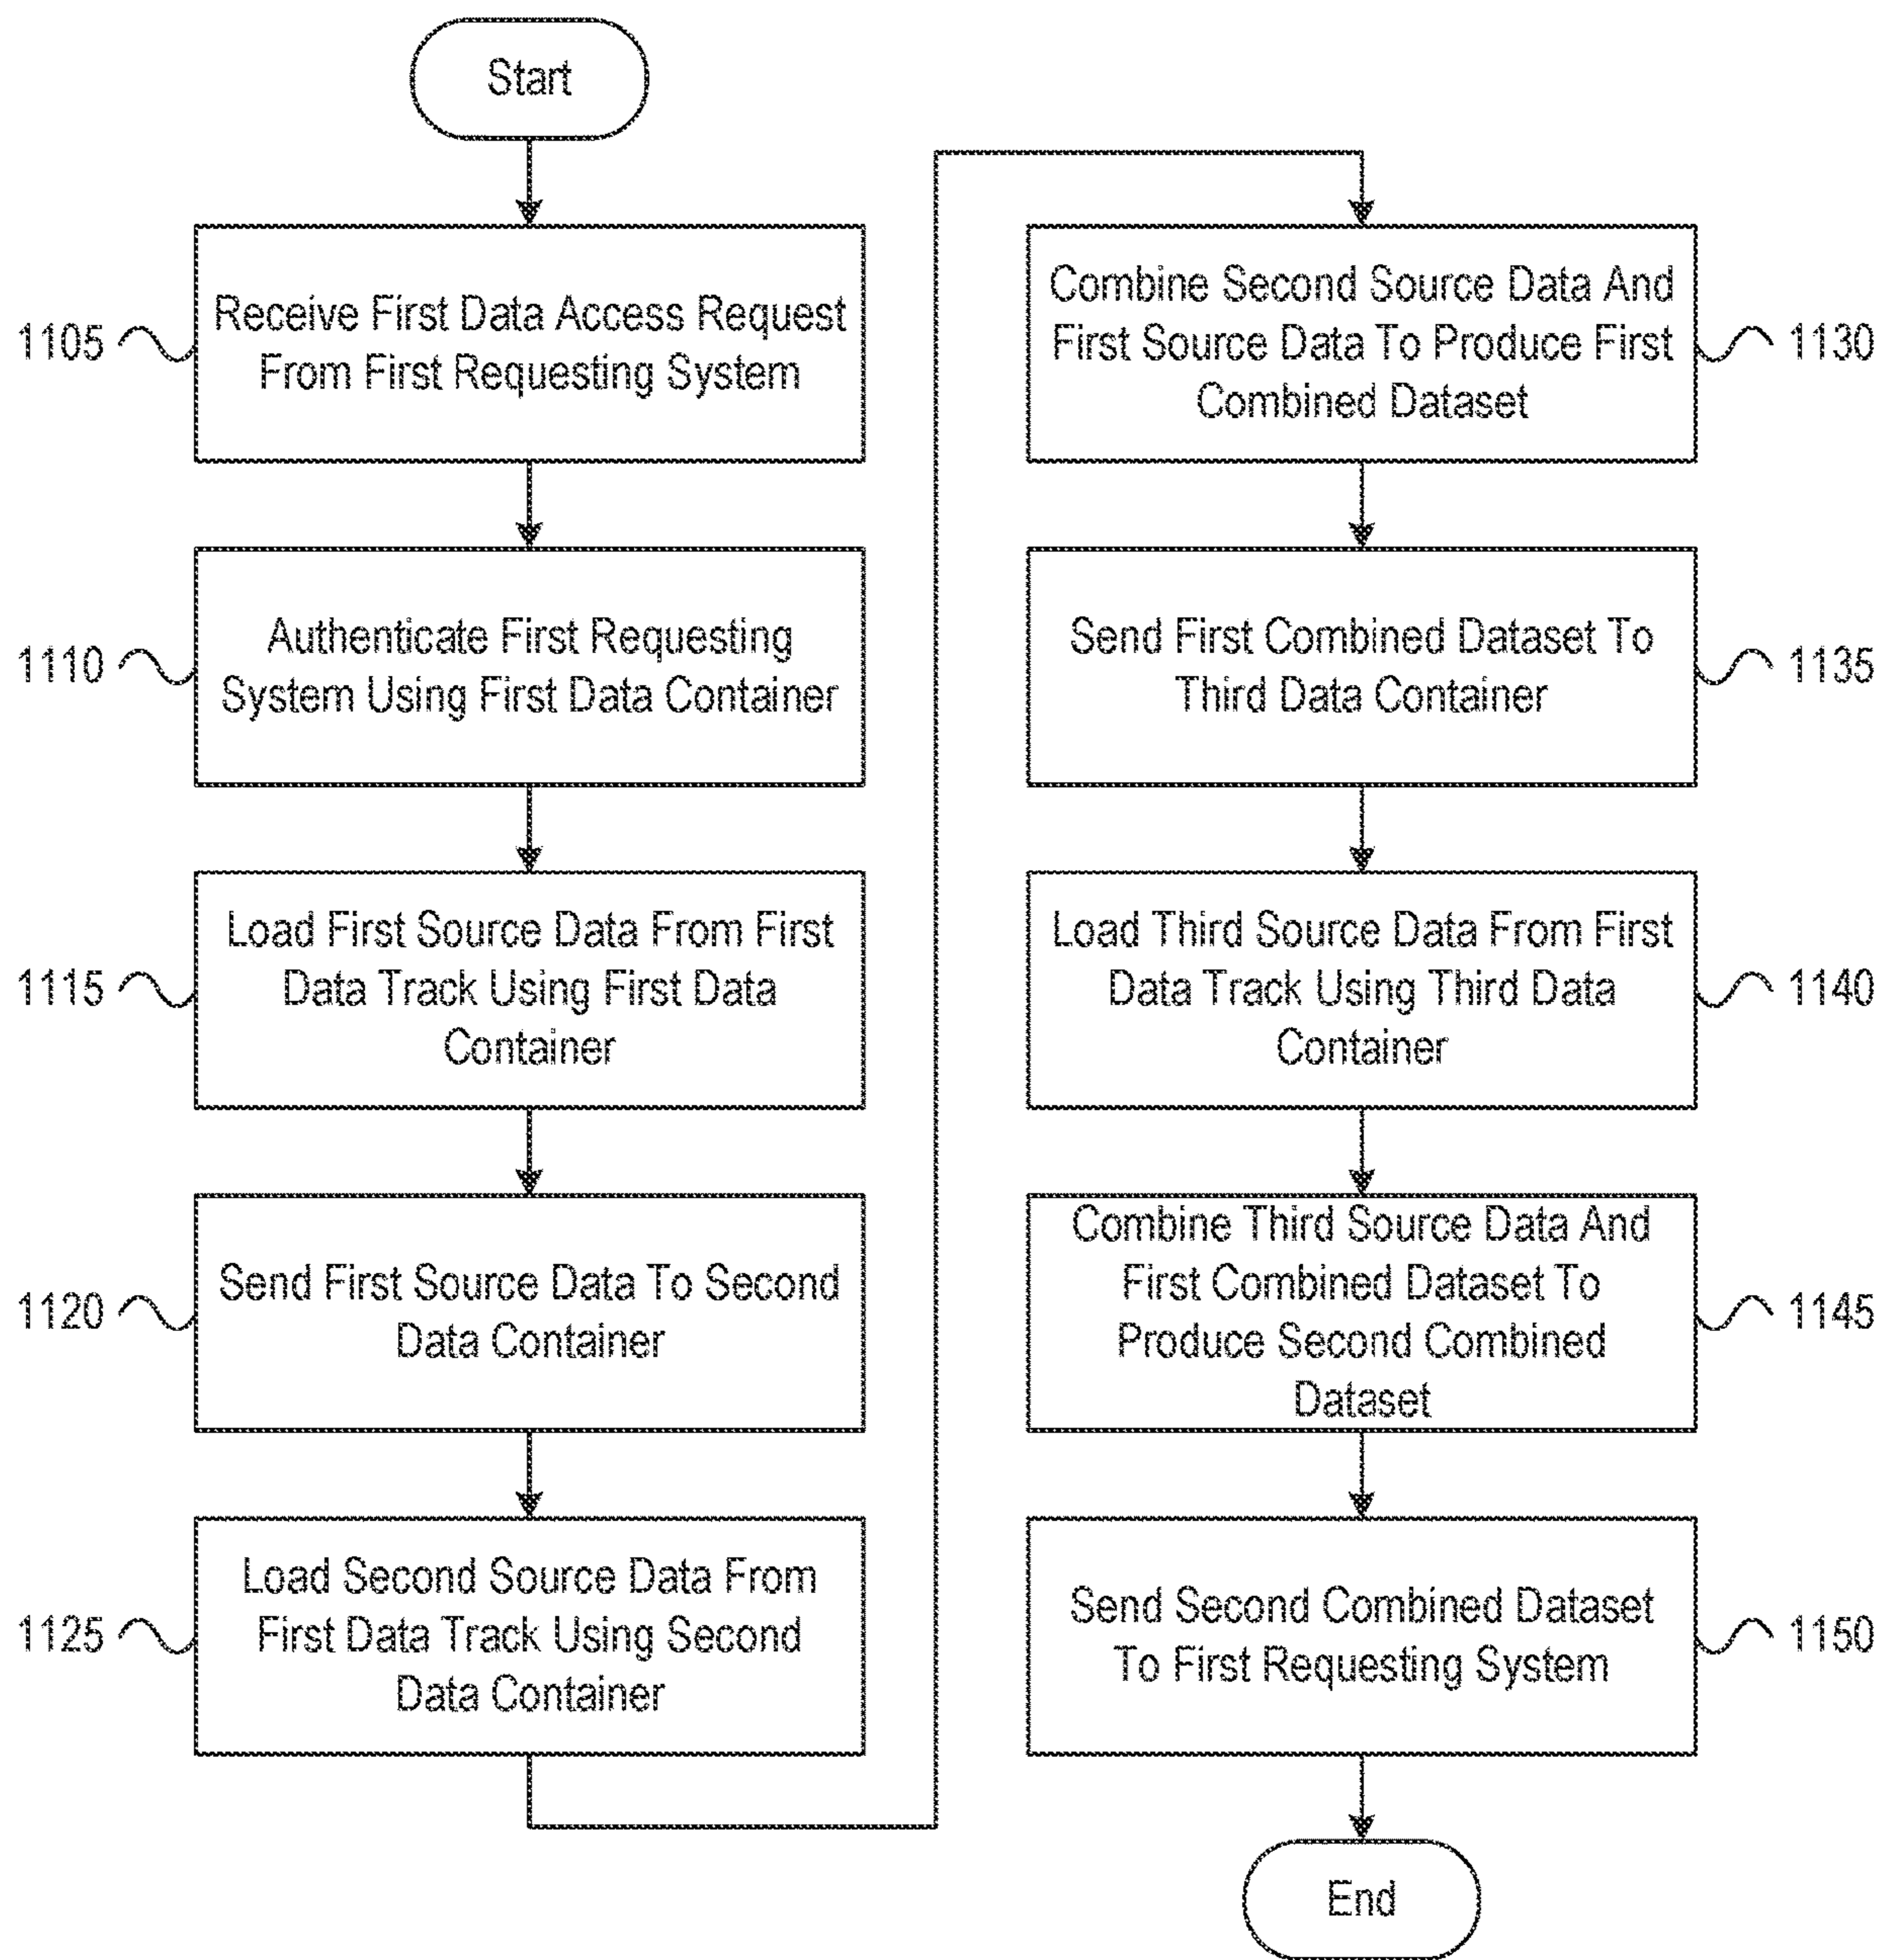 Start
1105
Receive First Data Access Request
From First Requesting System
1110
Authenticate First Requesting
System Using First Data Container
1115
Load First Source Data From First
Data Track Using First Data
Container
1120
Send First Source Data To Second
Data Container
1125
Load Second Source Data From
First Data Track Using Second
Data Container
Combine Second Source Data And
First Source Data To Produce First
Combined Dataset
1130
Send First Combined Dataset To
Third Data Container
1135
Load Third Source Data From First
Data Track Using Third Data
Container
1140
Combine Third Source Data And
First Combined Dataset To
Produce Second Combined
Dataset
1145
Send Second Combined Dataset
To First Requesting System
1150
End